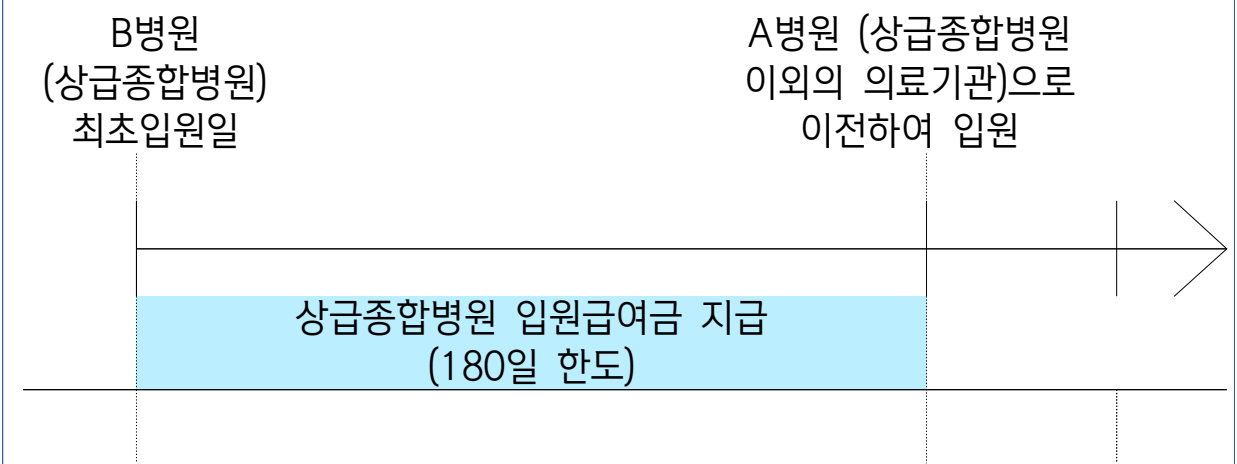 B병원
(상급종합병원)
최초입원일
A병원 (상급종합병원
이외의 의료기관)으로
이전하여 입원
상급종합병원 입원급여금 지급
(180일 한도)